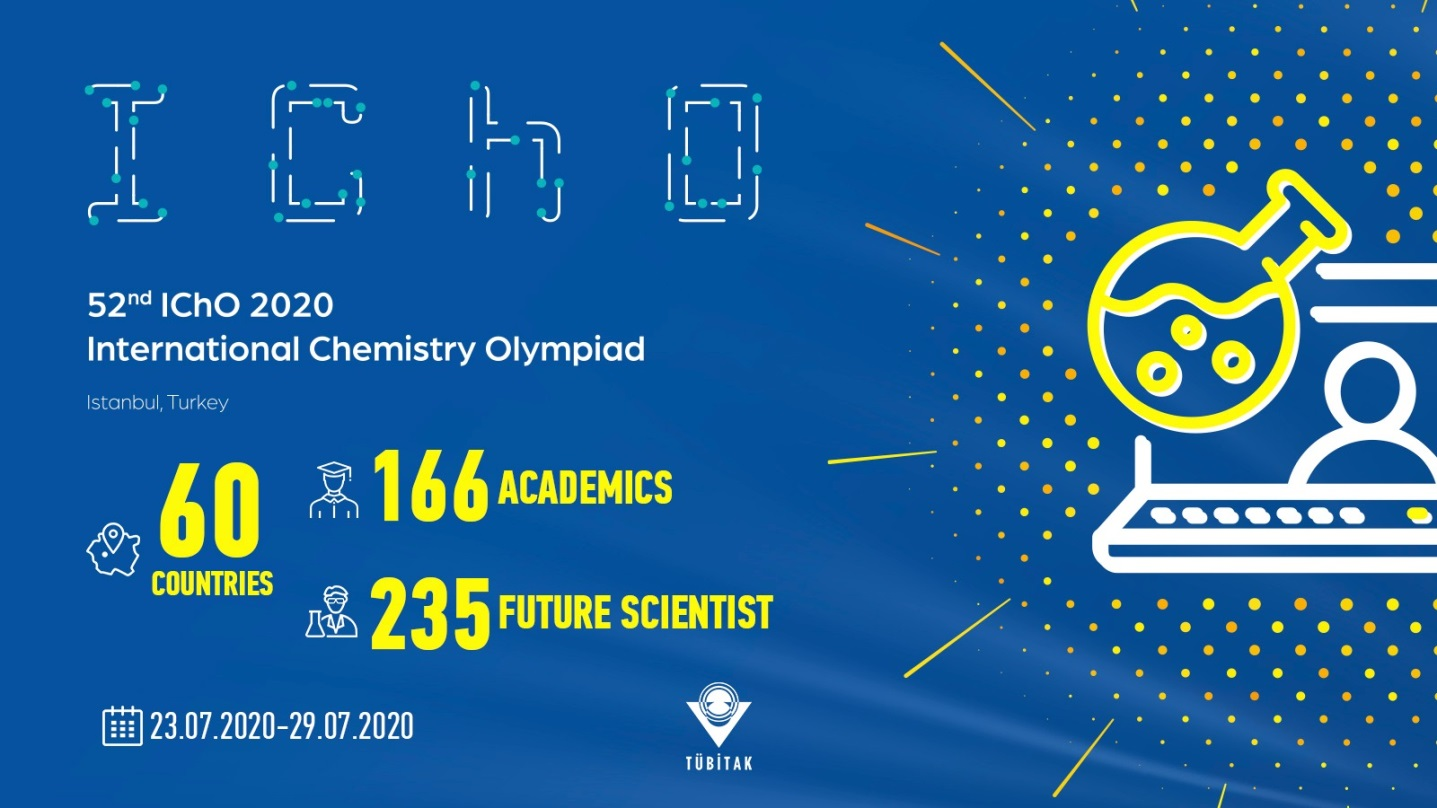 IChO
52nd IChO 2020
International Chemistry Olympiad
Istanbul, Turkey
60
COUNTRIES
166 ACADEMICS
235 FUTURE SCIENTIST
23.07.2020-29.07.2020
TÜBİTAK